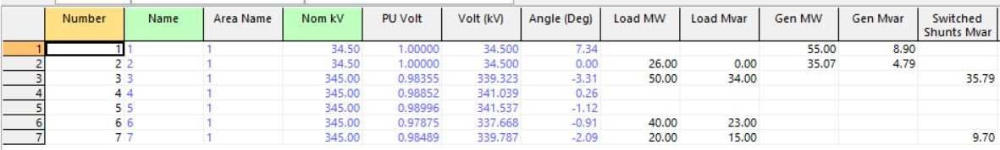 Number Name Area Name Nom kV PU Volt Volt (kV) Angle (Deg) Load MW Load Mvar Gen MW Gen Mvar Switched Shunts Mvar
1 1 1 1 34.50 1.00000 34.500 7.34 55.00 8.90
2 2 2 1 34.50 1.00000 34.500 0.00 26.00 0.00 35.07 4.79
3 3 3 1 345.00 0.98355 339.323 -3.31 50.00 34.00 35.79
4 4 4 1 345.00 0.98852 341.039 0.26
5 5 5 1 345.00 0.98996 341.537 -1.12
6 6 6 1 345.00 0.97875 337.668 -0.91 40.00 23.00
7 7 7 1 345.00 0.98489 339.787 -2.09 20.00 15.00 9.70